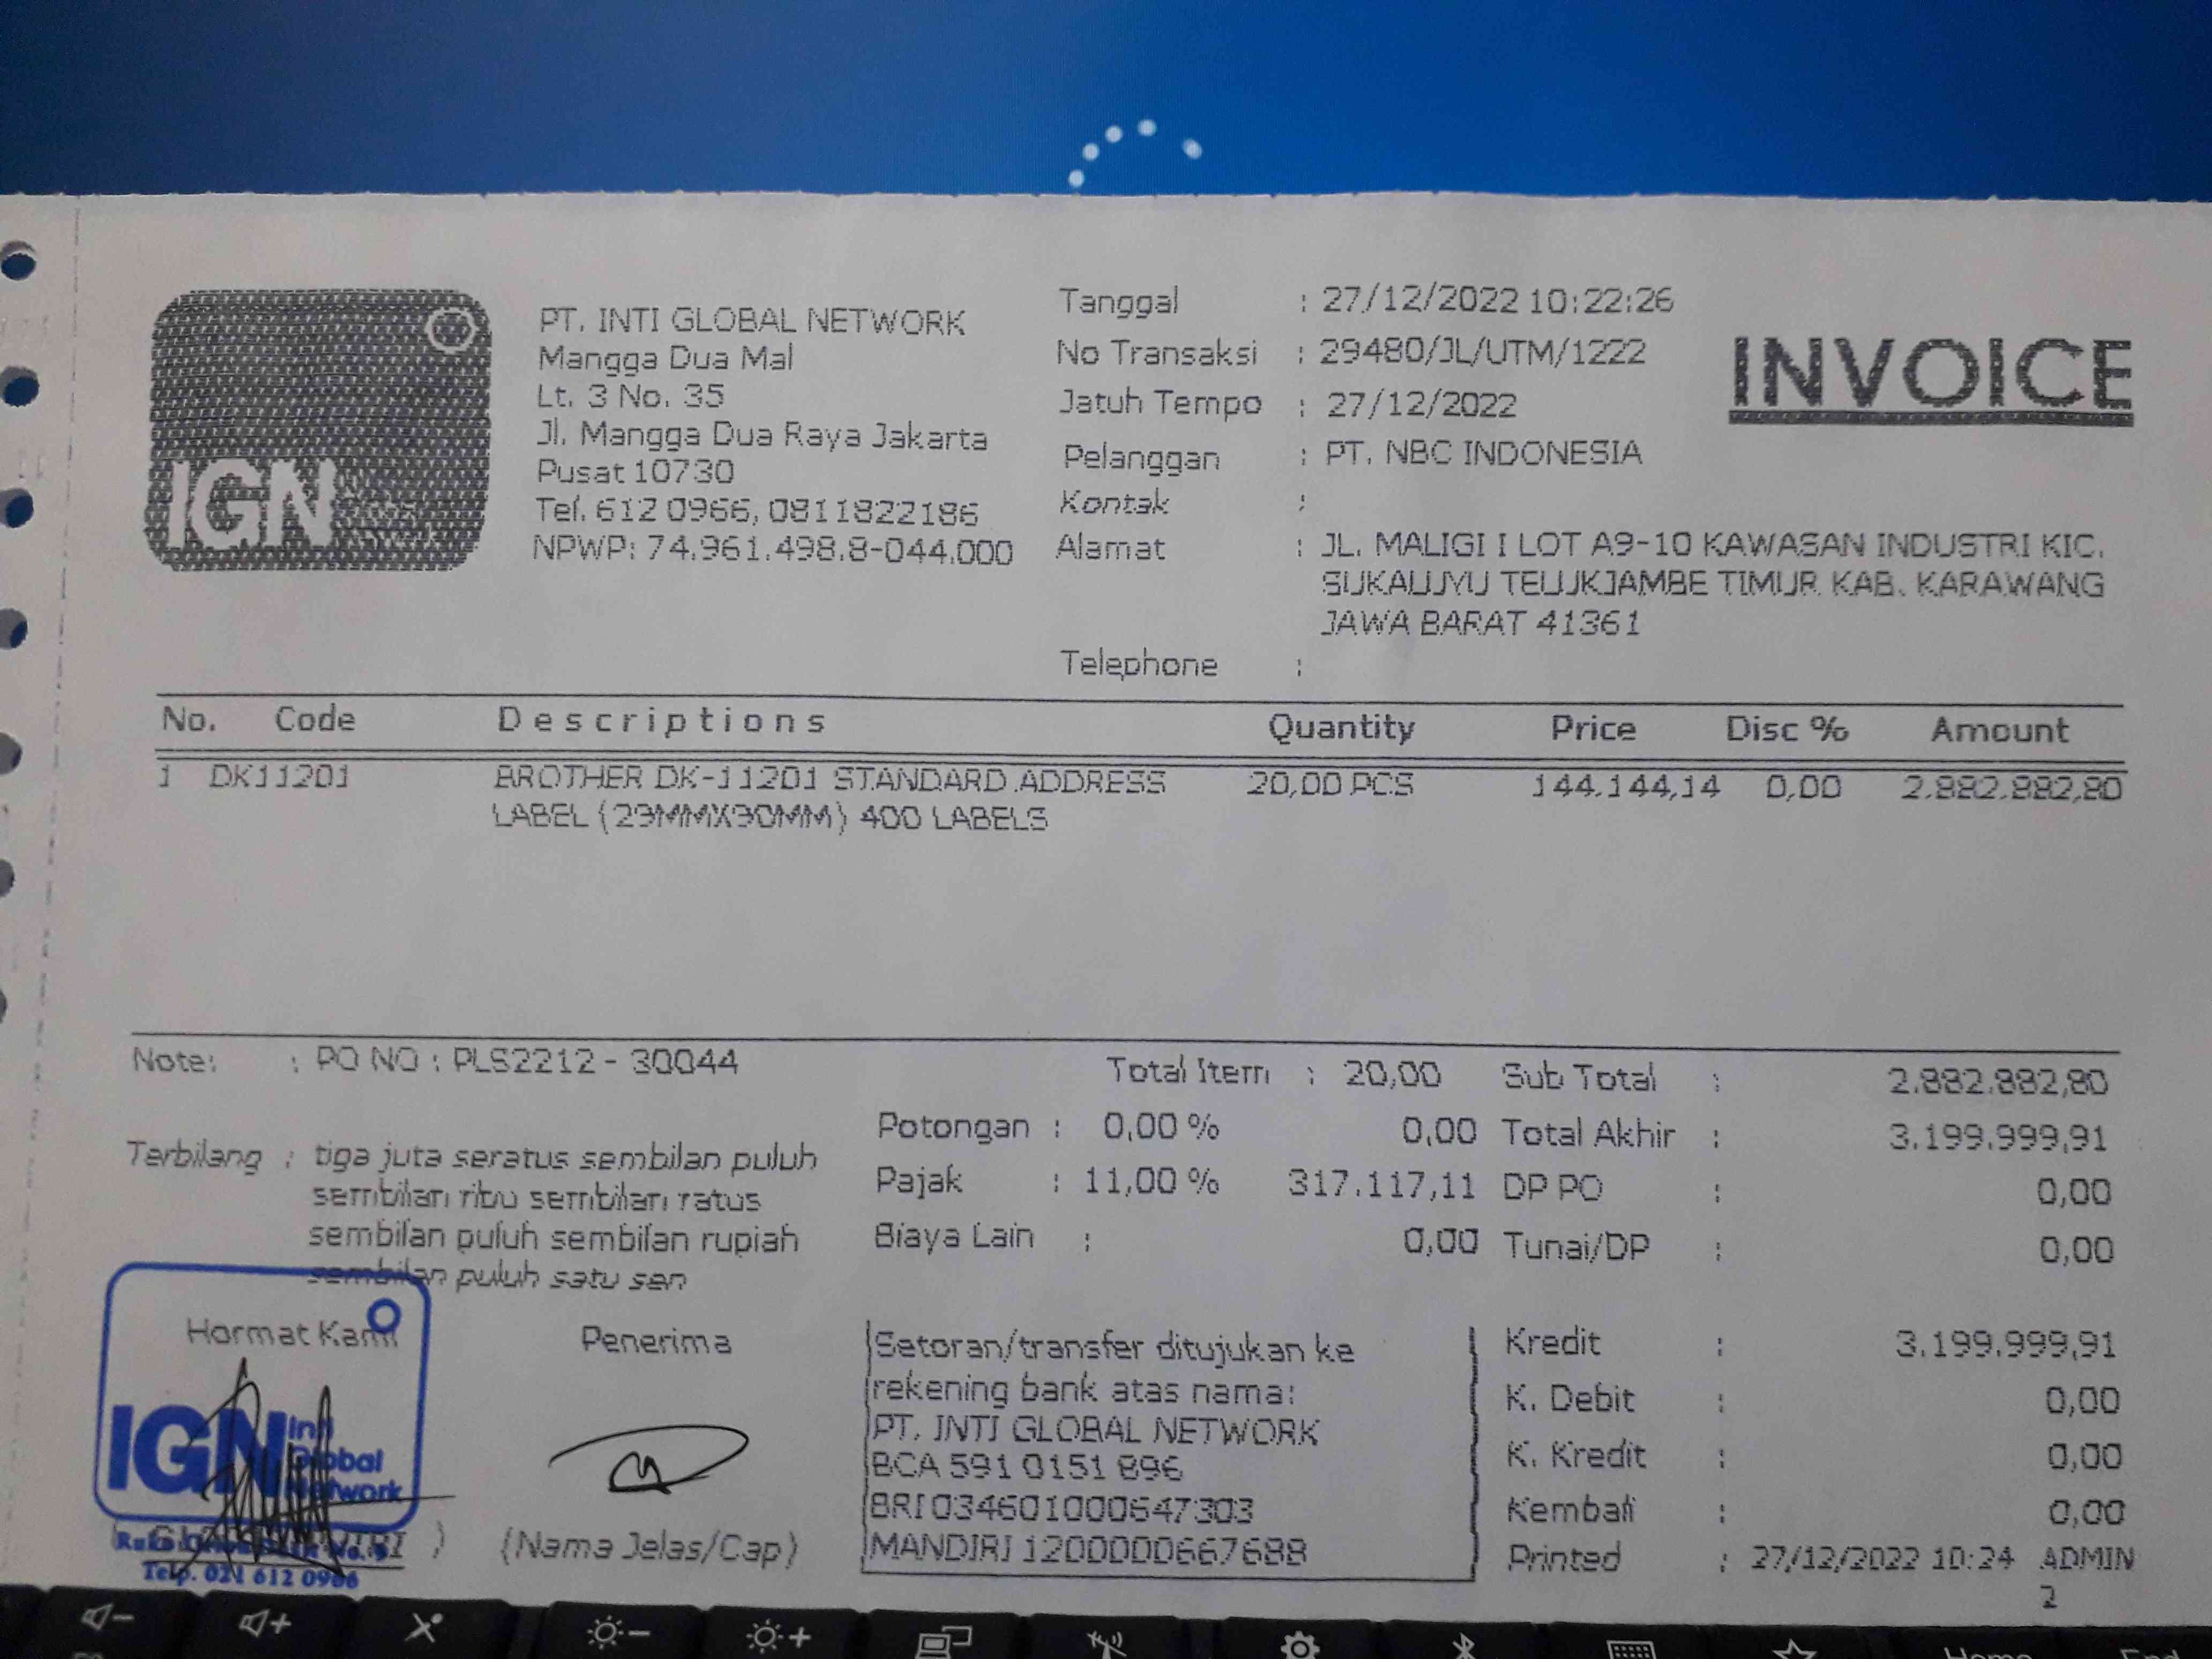 IGN
PT. INTI GLOBAL NETWORK
Mangga Dua Mal
Lt. 3 No. 35
Jl. Mangga Dua Raya Jakarta
Pusat 10730
Tel. 612 0966, 0811822186
NPWP: 74.961.498.8-044.000
Tanggal : 27/12/2022 10:22:26
No Transaksi : 29480/JL/UTM/1222
Jatuh Tempo : 27/12/2022
Pelanggan : PT. NBC INDONESIA
Kontak :
Alamat : JL. MALIGI I LOT A9-10 KAWASAN INDUSTRI KIC.
SUKALUYU TELUKJAMBE TIMUR KAB. KARAWANG
JAWA BARAT 41361
Telephone :
INVOICE
No. Code Descriptions Quantity Price Disc % Amount
1 DK11201 BROTHER DK-11201 STANDARD ADDRESS 20,00 PCS 144.144,14 0,00 2.882.882,80
LABEL (29MMX90MM) 400 LABELS
Note: : PO NO : PLS2212 - 30044
Terbilang : tiga juta seratus sembilan puluh
sembilan ribu sembilan ratus
sembilan puluh sembilan rupiah
sembilan puluh satu sen
Total Item : 20,00
Potongan : 0,00 % 0,00
Pajak : 11,00 % 317.117,11
Biaya Lain : 0,00
Sub Total : 2.882.882,80
Total Akhir : 3.199.999,91
DP PO : 0,00
Tunai/DP : 0,00
Kredit : 3.199.999,91
K. Debit : 0,00
K. Kredit : 0,00
Kembali : 0,00
Printed : 27/12/2022 10:24 ADMIN
2
Hormat Kami
IGN Inti
Global
Network
Telp. 021 612 0966
Penerima
(Nama Jelas/Cap)
Setoran/transfer ditujukan ke
rekening bank atas nama:
PT. INTI GLOBAL NETWORK
BCA 591 0151 896
BRI 034601000647303
MANDIRI 1200000667688
Home
End